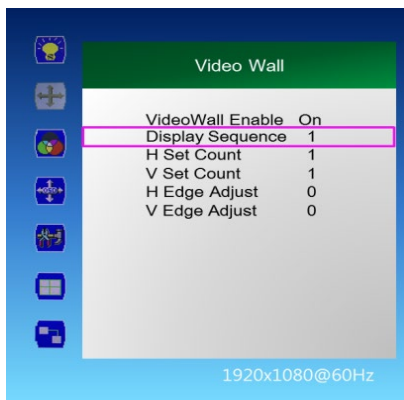 Video Wall
VideoWall Enable On
Display Sequence 1
H Set Count 1
V Set Count 1
H Edge Adjust 0
V Edge Adjust 0
1920x1080@60Hz